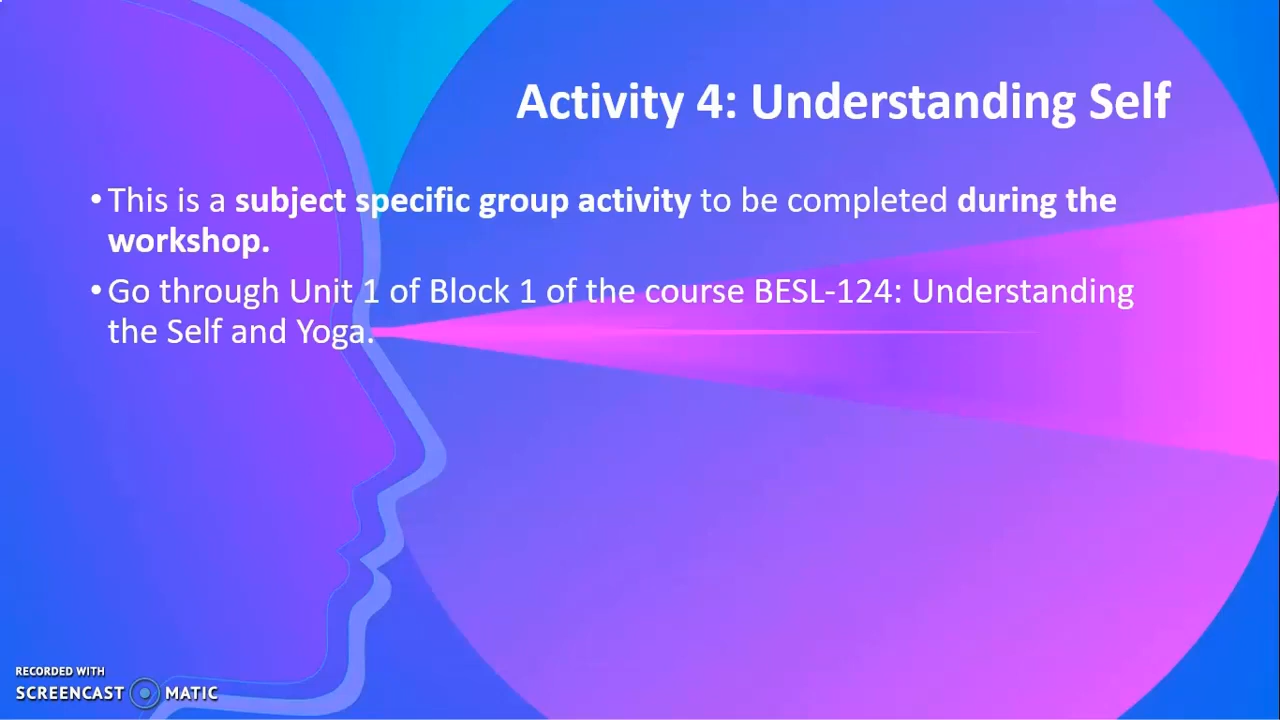 Activity 4: Understanding Self
• This is a subject specific group activity to be completed during the
workshop.
• Go through Unit 1 of Block 1 of the course BESL-124: Understanding
the Self and Yoga.
RECORDED WITH
SCREENCAST MATIC